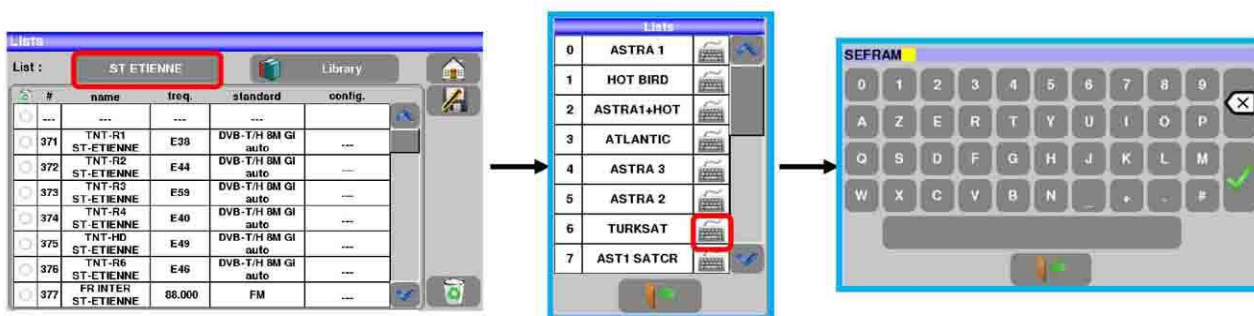 Lists
List : ST ETIENNE Library
# name freq. standard config.
--- --- --- ---
371 TNT-R1 ST-ETIENNE E38 DVB-T/H 8M GI auto ---
372 TNT-R2 ST-ETIENNE E44 DVB-T/H 8M GI auto ---
373 TNT-R3 ST-ETIENNE E59 DVB-T/H 8M GI auto ---
374 TNT-R4 ST-ETIENNE E40 DVB-T/H 8M GI auto ---
375 TNT-HD ST-ETIENNE E49 DVB-T/H 8M GI auto ---
376 TNT-R6 ST-ETIENNE E46 DVB-T/H 8M GI auto ---
377 FR INTER ST-ETIENNE 88.000 FM ---
Lists
0 ASTRA 1
1 HOT BIRD
2 ASTRA1+HOT
3 ATLANTIC
4 ASTRA 3
5 ASTRA 2
6 TURKSAT
7 AST1 SATCR
SEFRAM
0 1 2 3 4 5 6 7 8 9
A Z E R T Y U I O P
Q S D F G H J K L M
W X C V B N _ + - #